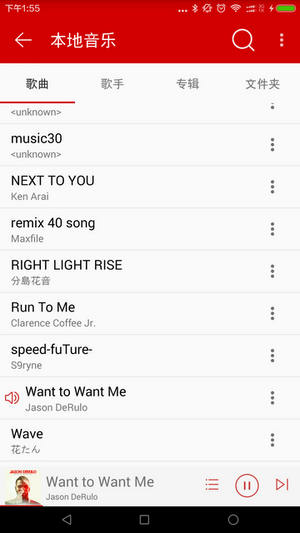 下午1:55
本地音乐
歌曲
歌手
专辑
文件夹
<unknown>
music30
<unknown>
NEXT TO YOU
Ken Arai
remix 40 song
Maxfile
RIGHT LIGHT RISE
分島花音
Run To Me
Clarence Coffee Jr.
speed-fuTure-
S9ryne
Want to Want Me
Jason DeRulo
Wave
花たん
JASON DERULO
Want to Want Me
Jason DeRulo